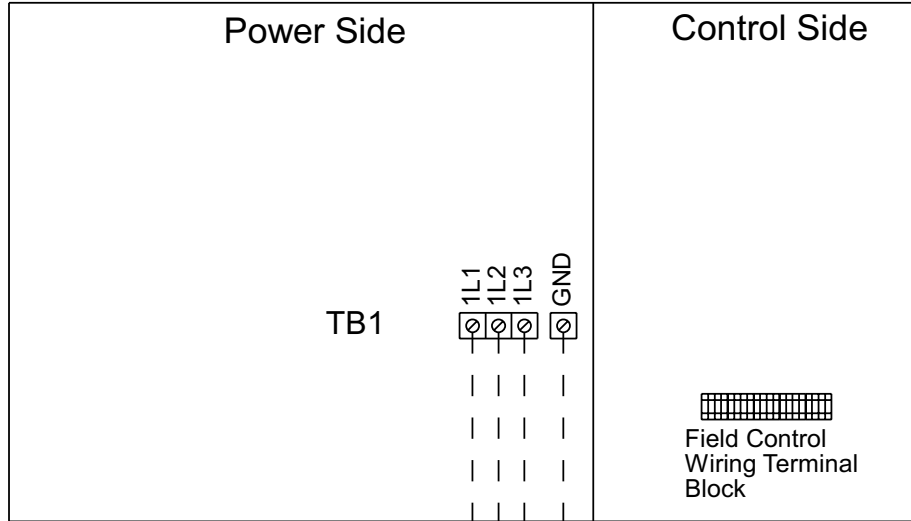 Power Side
Control Side
1L1
1L2
1L3
GND
TB1
Field Control
Wiring Terminal
Block